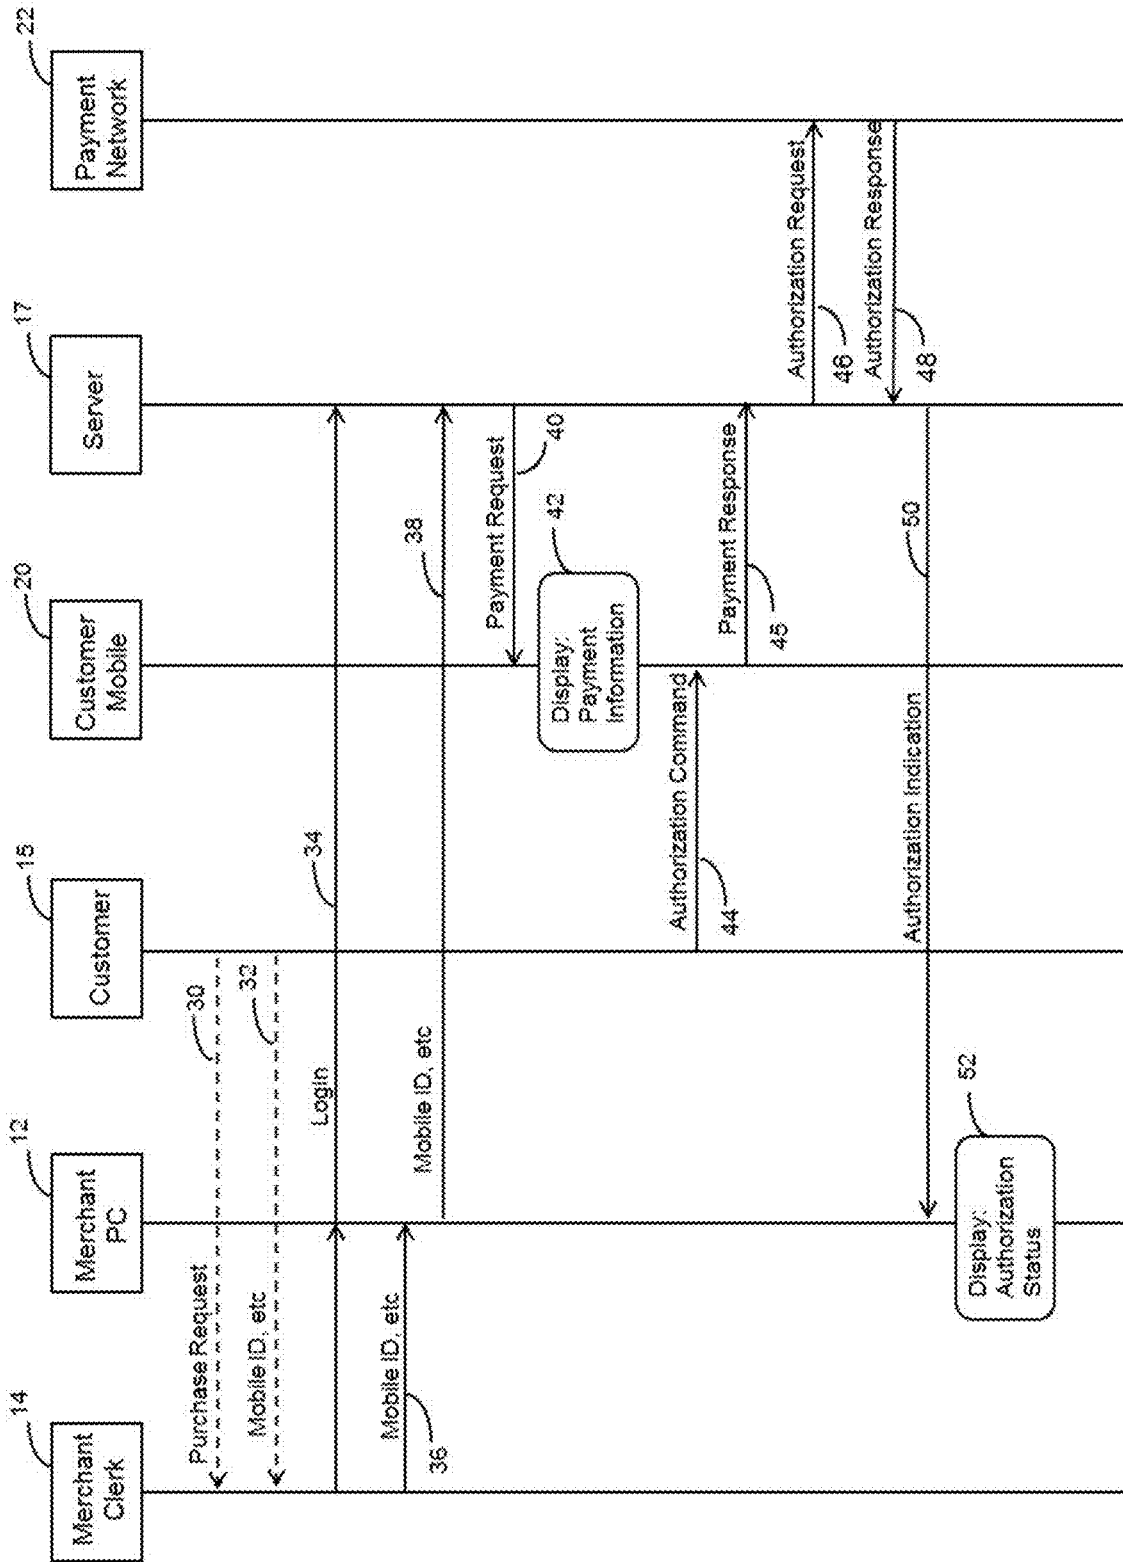 14
Merchant
Clerk
12
Merchant
PC
15
Customer
20
Customer
Mobile
17
Server
22
Payment
Network
Purchase Request
30
Mobile ID, etc
32
Login
34
Mobile ID, etc
36
Mobile ID, etc
38
Payment Request
40
Display:
Payment
Information
42
Authorization Command
44
Payment Response
45
Authorization Request
46
Authorization Response
48
Authorization Indication
50
Display:
Authorization
Status
52